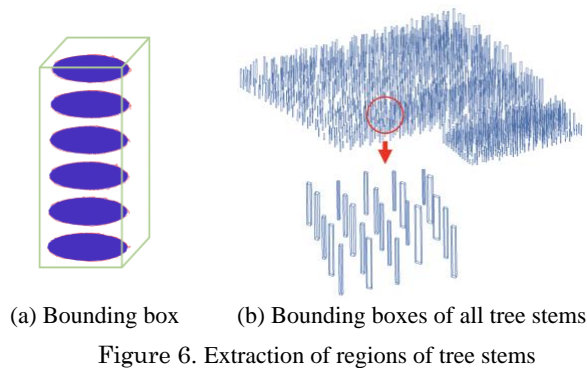 (a) Bounding box
(b) Bounding boxes of all tree stems
Figure 6. Extraction of regions of tree stems